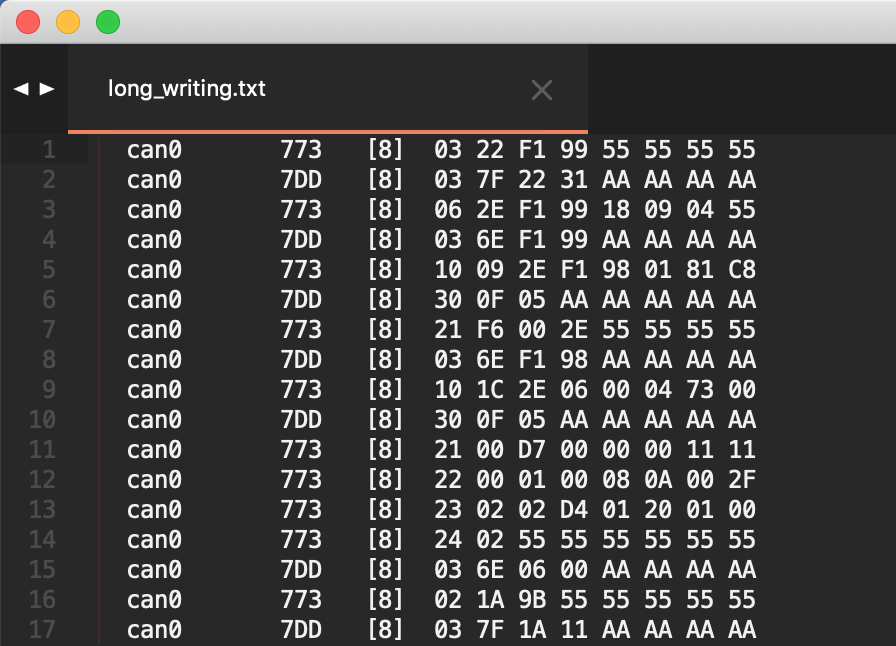 long_writing.txt
1 can0 773 [8] 03 22 F1 99 55 55 55 55
2 can0 7DD [8] 03 7F 22 31 AA AA AA AA
3 can0 773 [8] 06 2E F1 99 18 09 04 55
4 can0 7DD [8] 03 6E F1 99 AA AA AA AA
5 can0 773 [8] 10 09 2E F1 98 01 81 C8
6 can0 7DD [8] 30 0F 05 AA AA AA AA AA
7 can0 773 [8] 21 F6 00 2E 55 55 55 55
8 can0 7DD [8] 03 6E F1 98 AA AA AA AA
9 can0 773 [8] 10 1C 2E 06 00 04 73 00
10 can0 7DD [8] 30 0F 05 AA AA AA AA AA
11 can0 773 [8] 21 00 D7 00 00 00 11 11
12 can0 773 [8] 22 00 01 00 08 0A 00 2F
13 can0 773 [8] 23 02 02 D4 01 20 01 00
14 can0 773 [8] 24 02 55 55 55 55 55 55
15 can0 7DD [8] 03 6E 06 00 AA AA AA AA
16 can0 773 [8] 02 1A 9B 55 55 55 55 55
17 can0 7DD [8] 03 7F 1A 11 AA AA AA AA